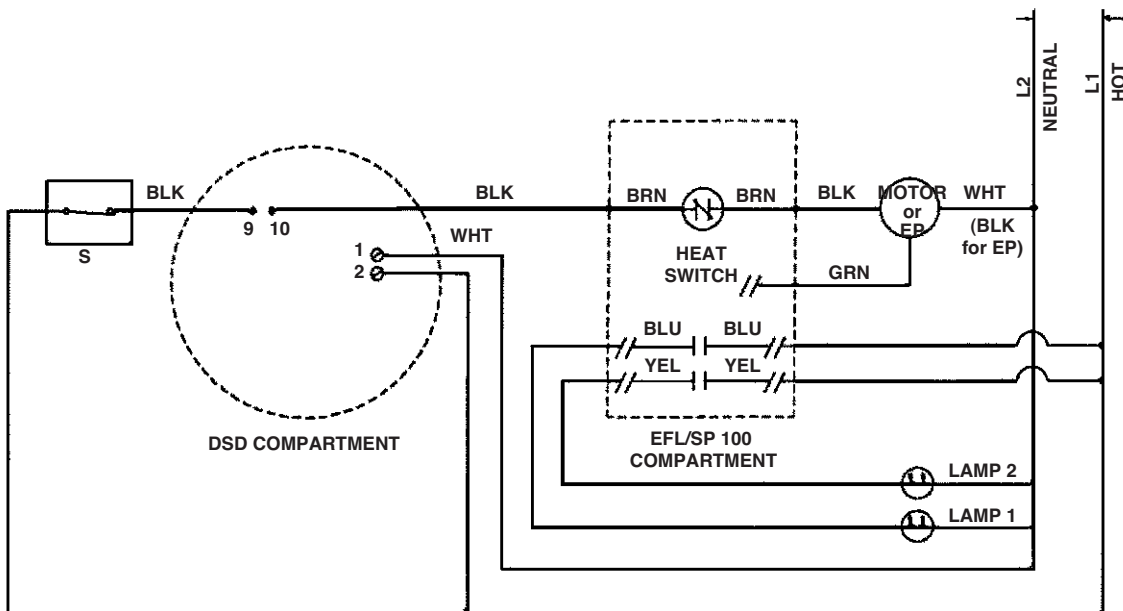 L2
NEUTRAL
L1
HOT
BLK
S
9 10
BLK
WHT
1
2
DSD COMPARTMENT
BRN
BRN
HEAT
SWITCH
BLK
MOTOR
or
EP
WHT
(BLK
for EP)
GRN
BLU
BLU
YEL
YEL
EFL/SP 100
COMPARTMENT
LAMP 2
LAMP 1